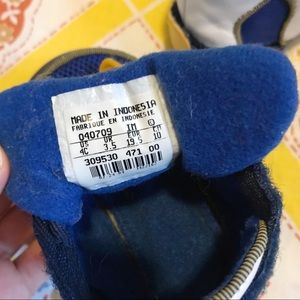 MADE IN INDONESIA
FABRIQUE EN INDONESIE
040709 IM
US UK EUR CM
4C 3.5 19.5 10
309530 471 00